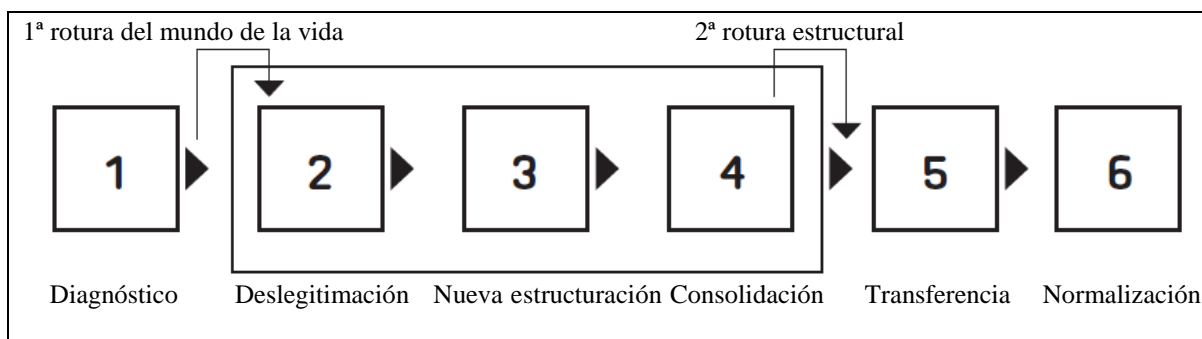 1ª rotura del mundo de la vida 2ª rotura estructural
1 2 3 4 5 6
Diagnóstico Deslegitimación Nueva estructuración Consolidación Transferencia Normalización